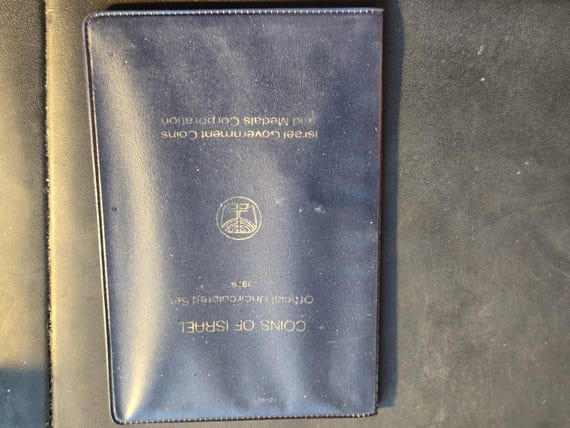 COINS OF ISRAEL
Official Uncirculated Set
1979
Israel Government Coins
and Medals Corporation